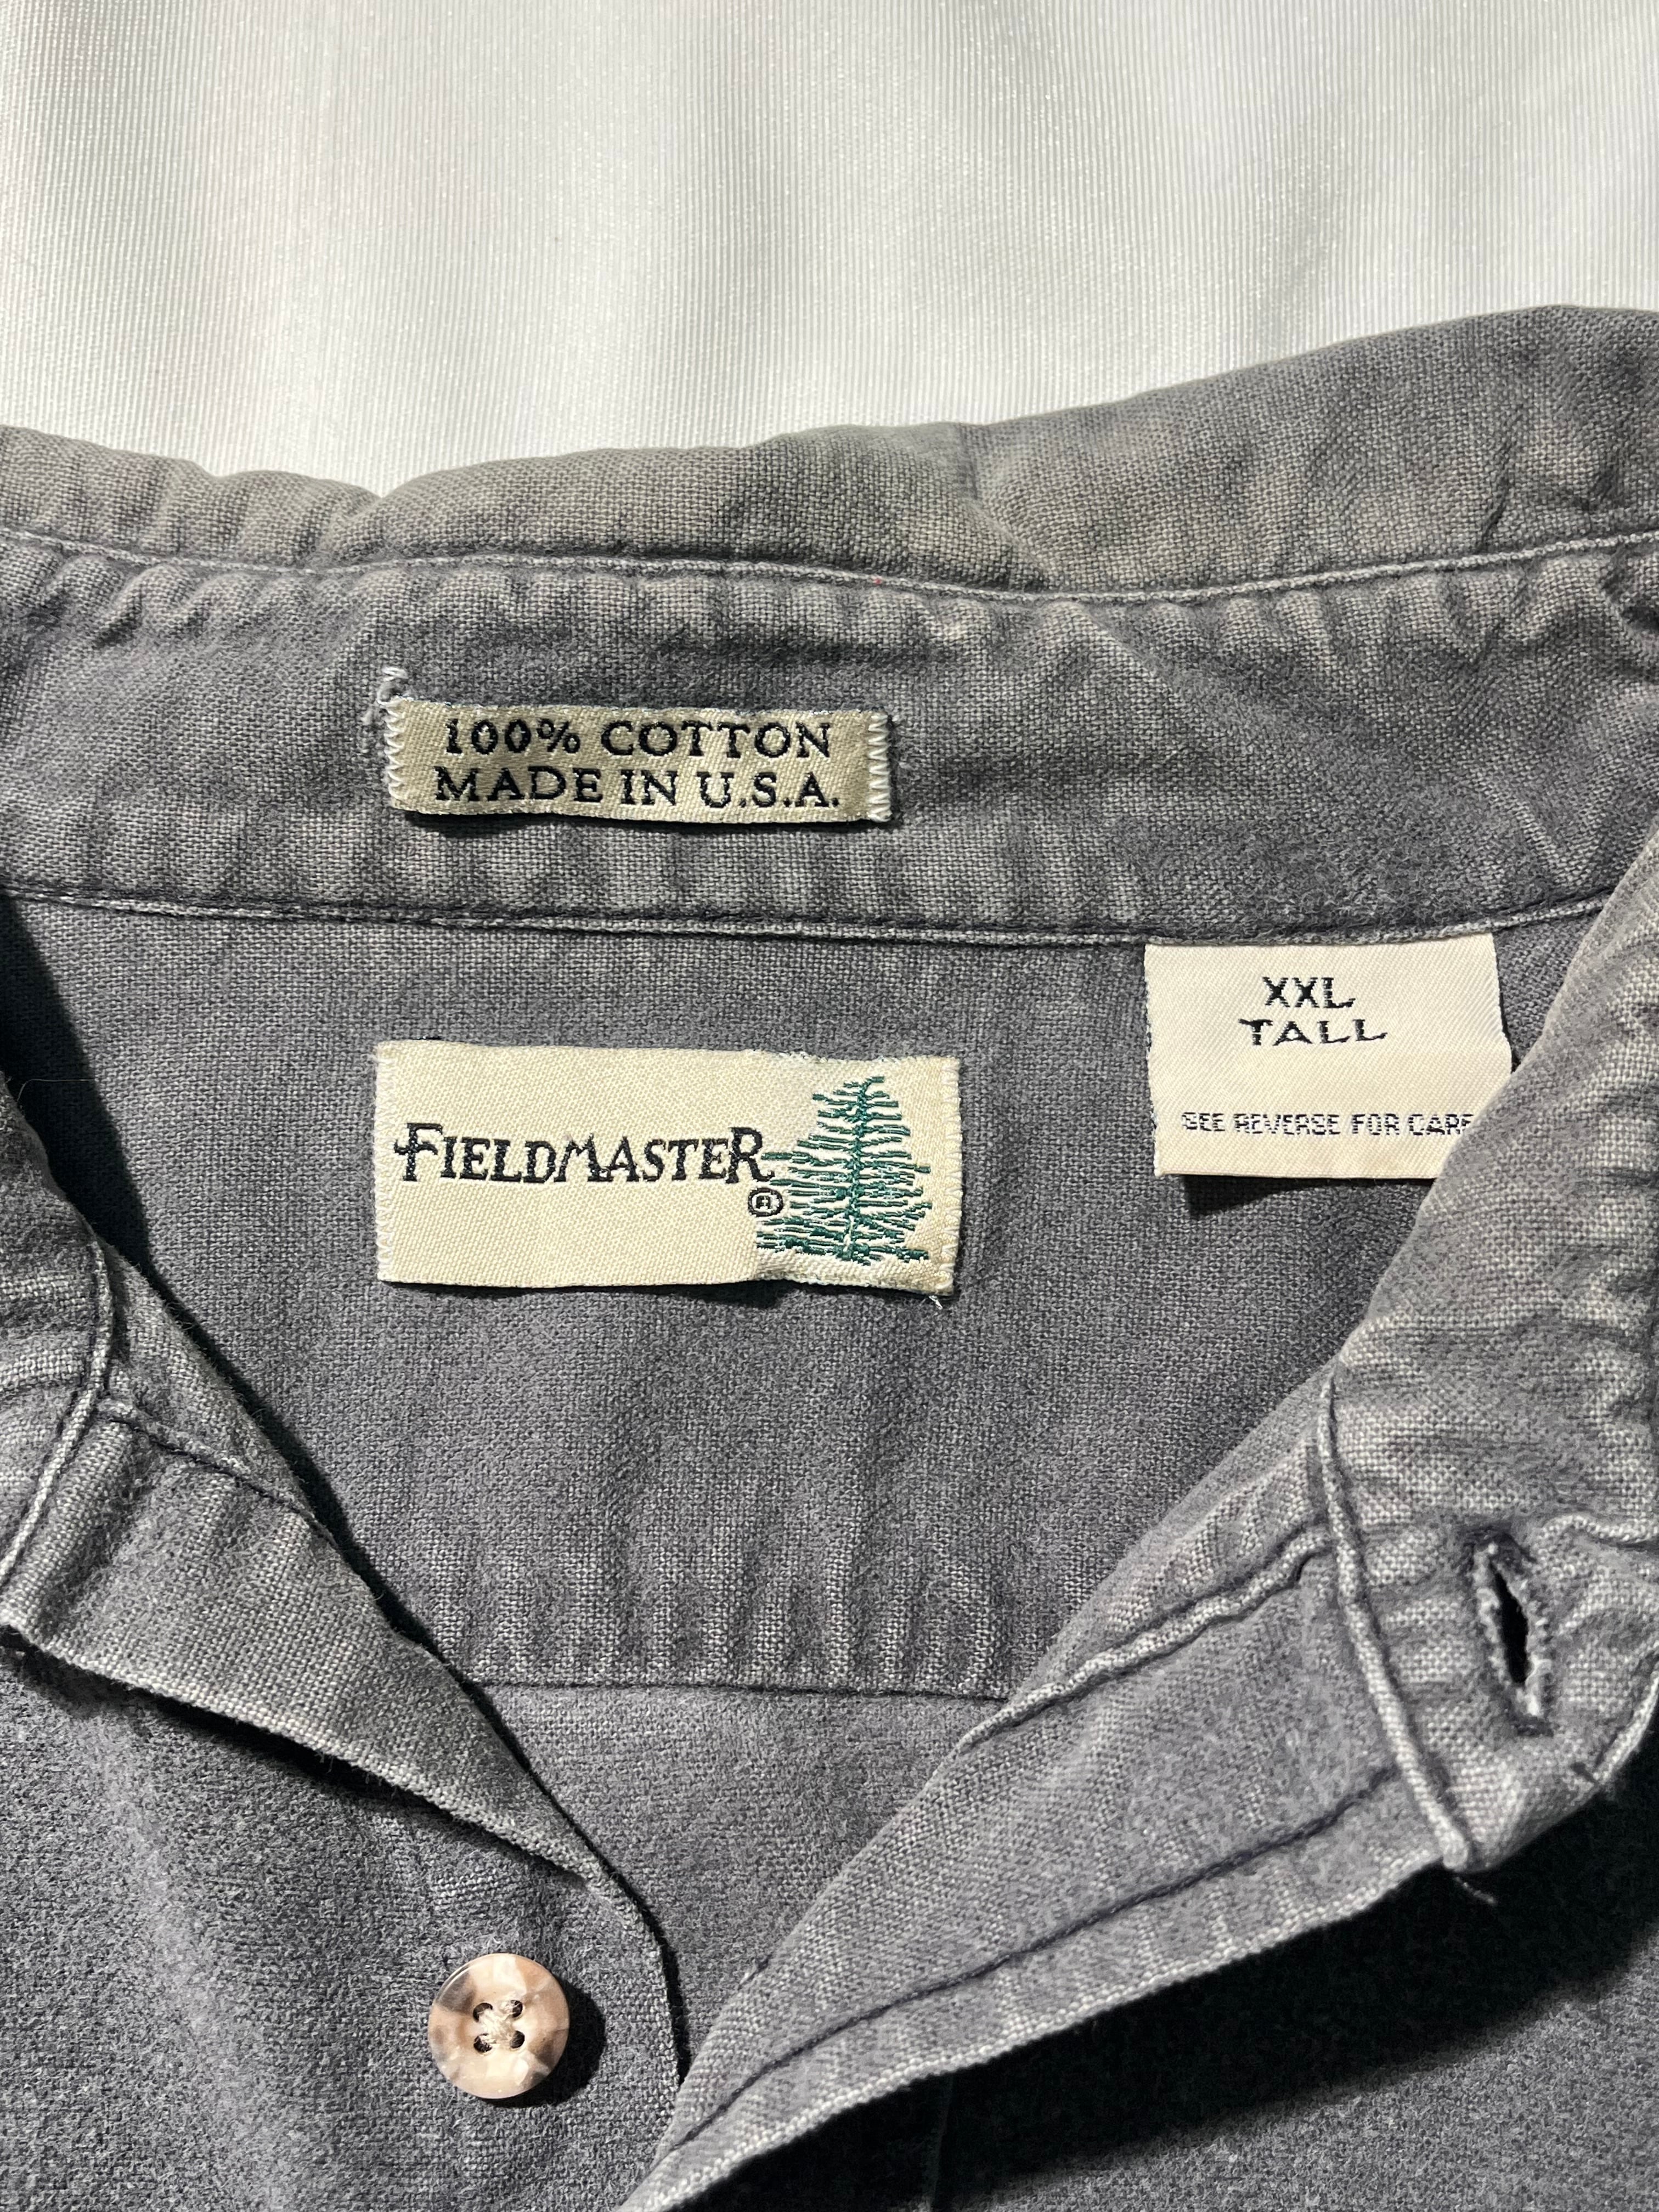 100% COTTON
MADE IN U.S.A.
XXL
TALL
SEE REVERSE FOR CARE
FIELDMASTER®